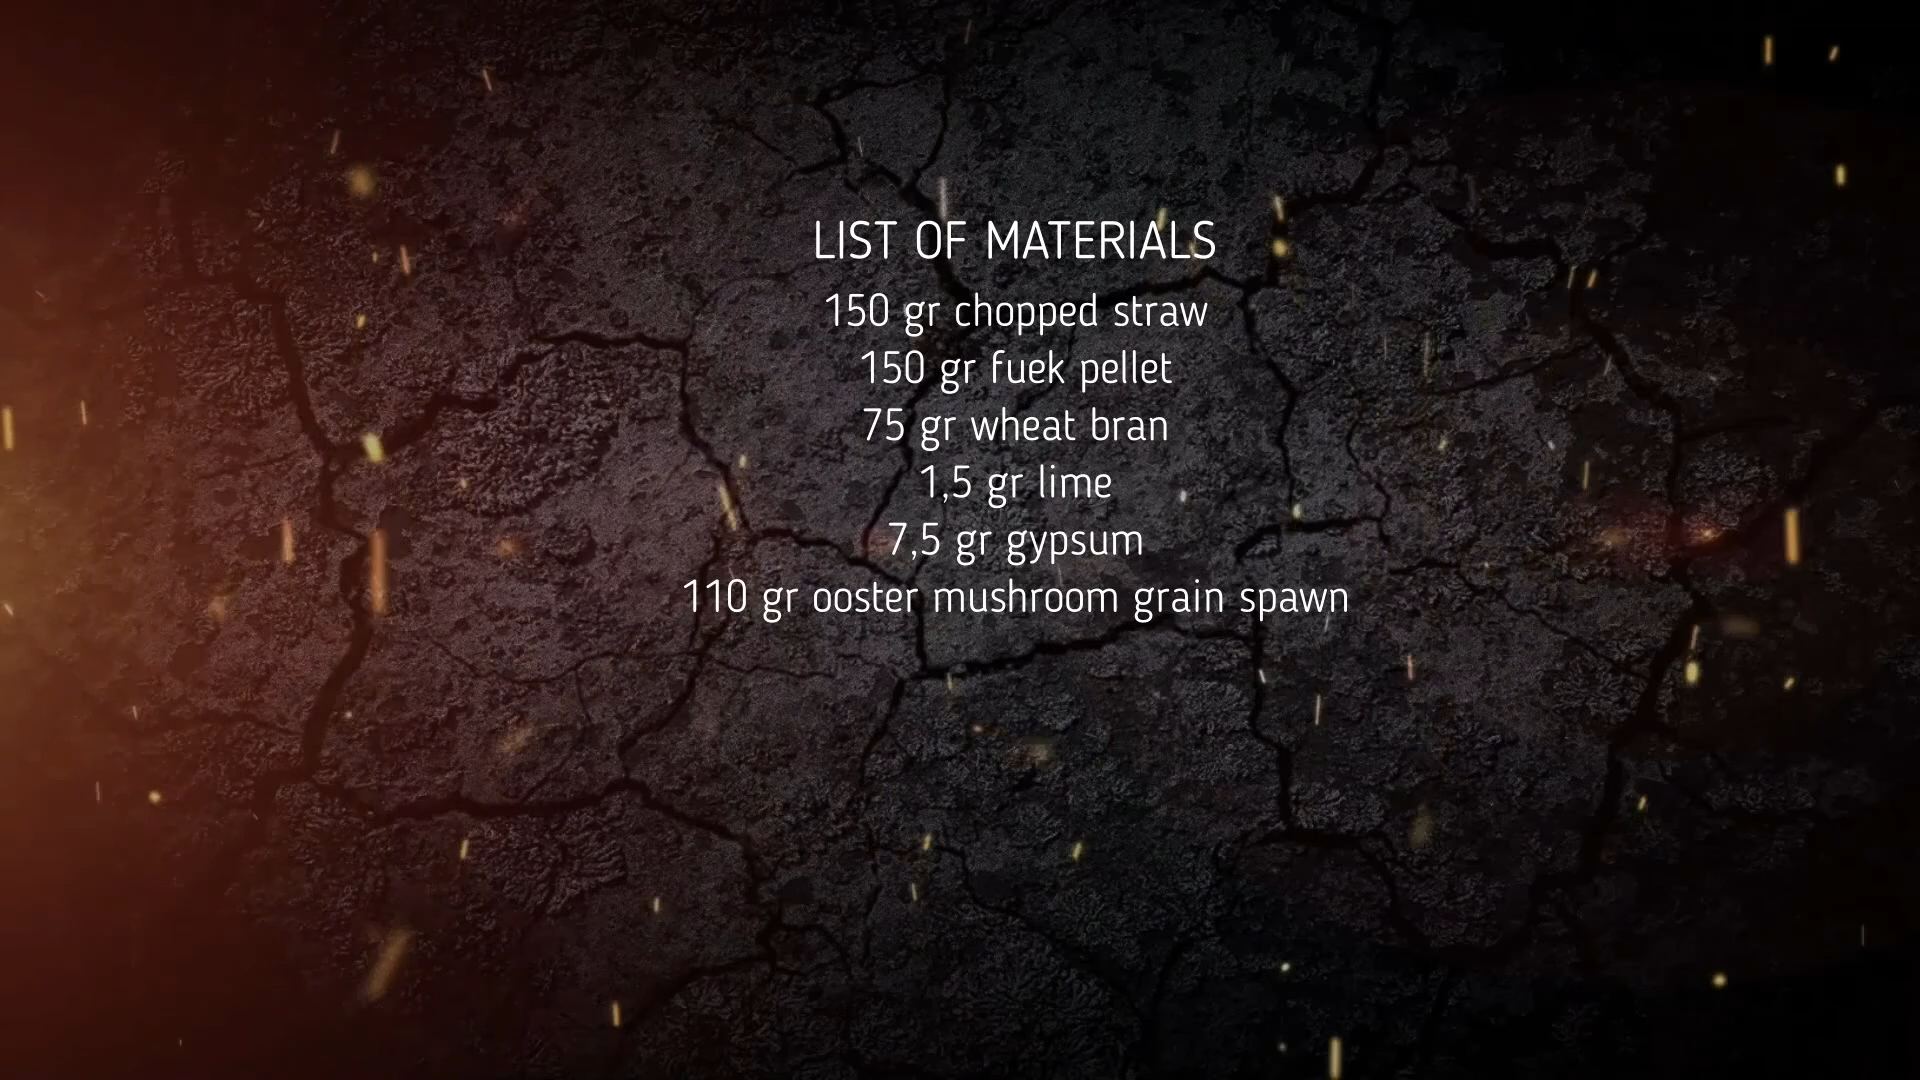 LIST OF MATERIALS
150 gr chopped straw
150 gr fuek pellet
75 gr wheat bran
1,5 gr lime
7,5 gr gypsum
110 gr ooster mushroom grain spawn